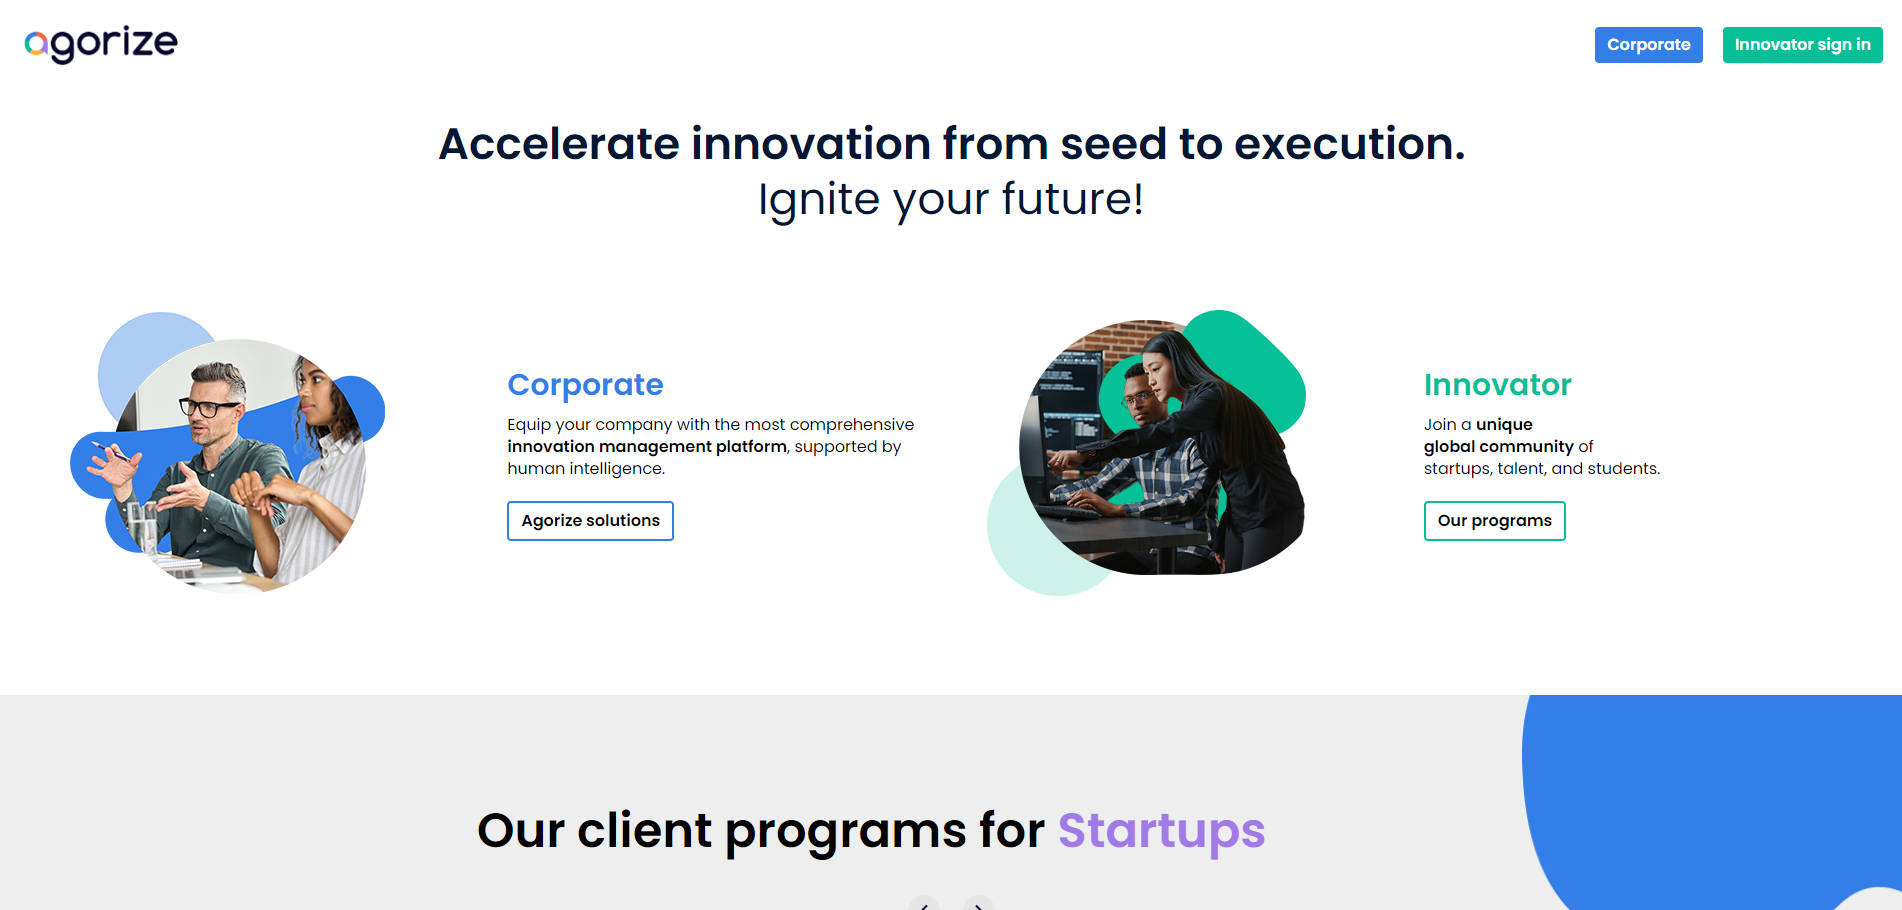 agorize
Corporate
Innovator sign in
Accelerate innovation from seed to execution.
Ignite your future!
Corporate
Equip your company with the most comprehensive
innovation management platform, supported by
human intelligence.
Agorize solutions
Innovator
Join a unique
global community of
startups, talent, and students.
Our programs
Our client programs for Startups